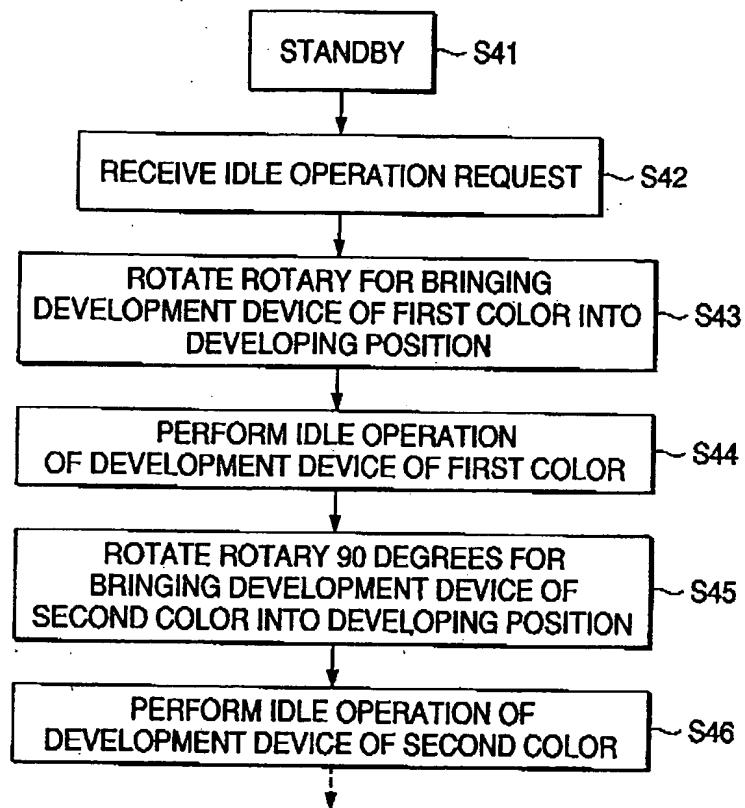 STANDBY
S41
RECEIVE IDLE OPERATION REQUEST
S42
ROTATE ROTARY FOR BRINGING
DEVELOPMENT DEVICE OF FIRST COLOR INTO
DEVELOPING POSITION
S43
PERFORM IDLE OPERATION
OF DEVELOPMENT DEVICE OF FIRST COLOR
S44
ROTATE ROTARY 90 DEGREES FOR
BRINGING DEVELOPMENT DEVICE OF
SECOND COLOR INTO DEVELOPING POSITION
S45
PERFORM IDLE OPERATION OF
DEVELOPMENT DEVICE OF SECOND COLOR
S46